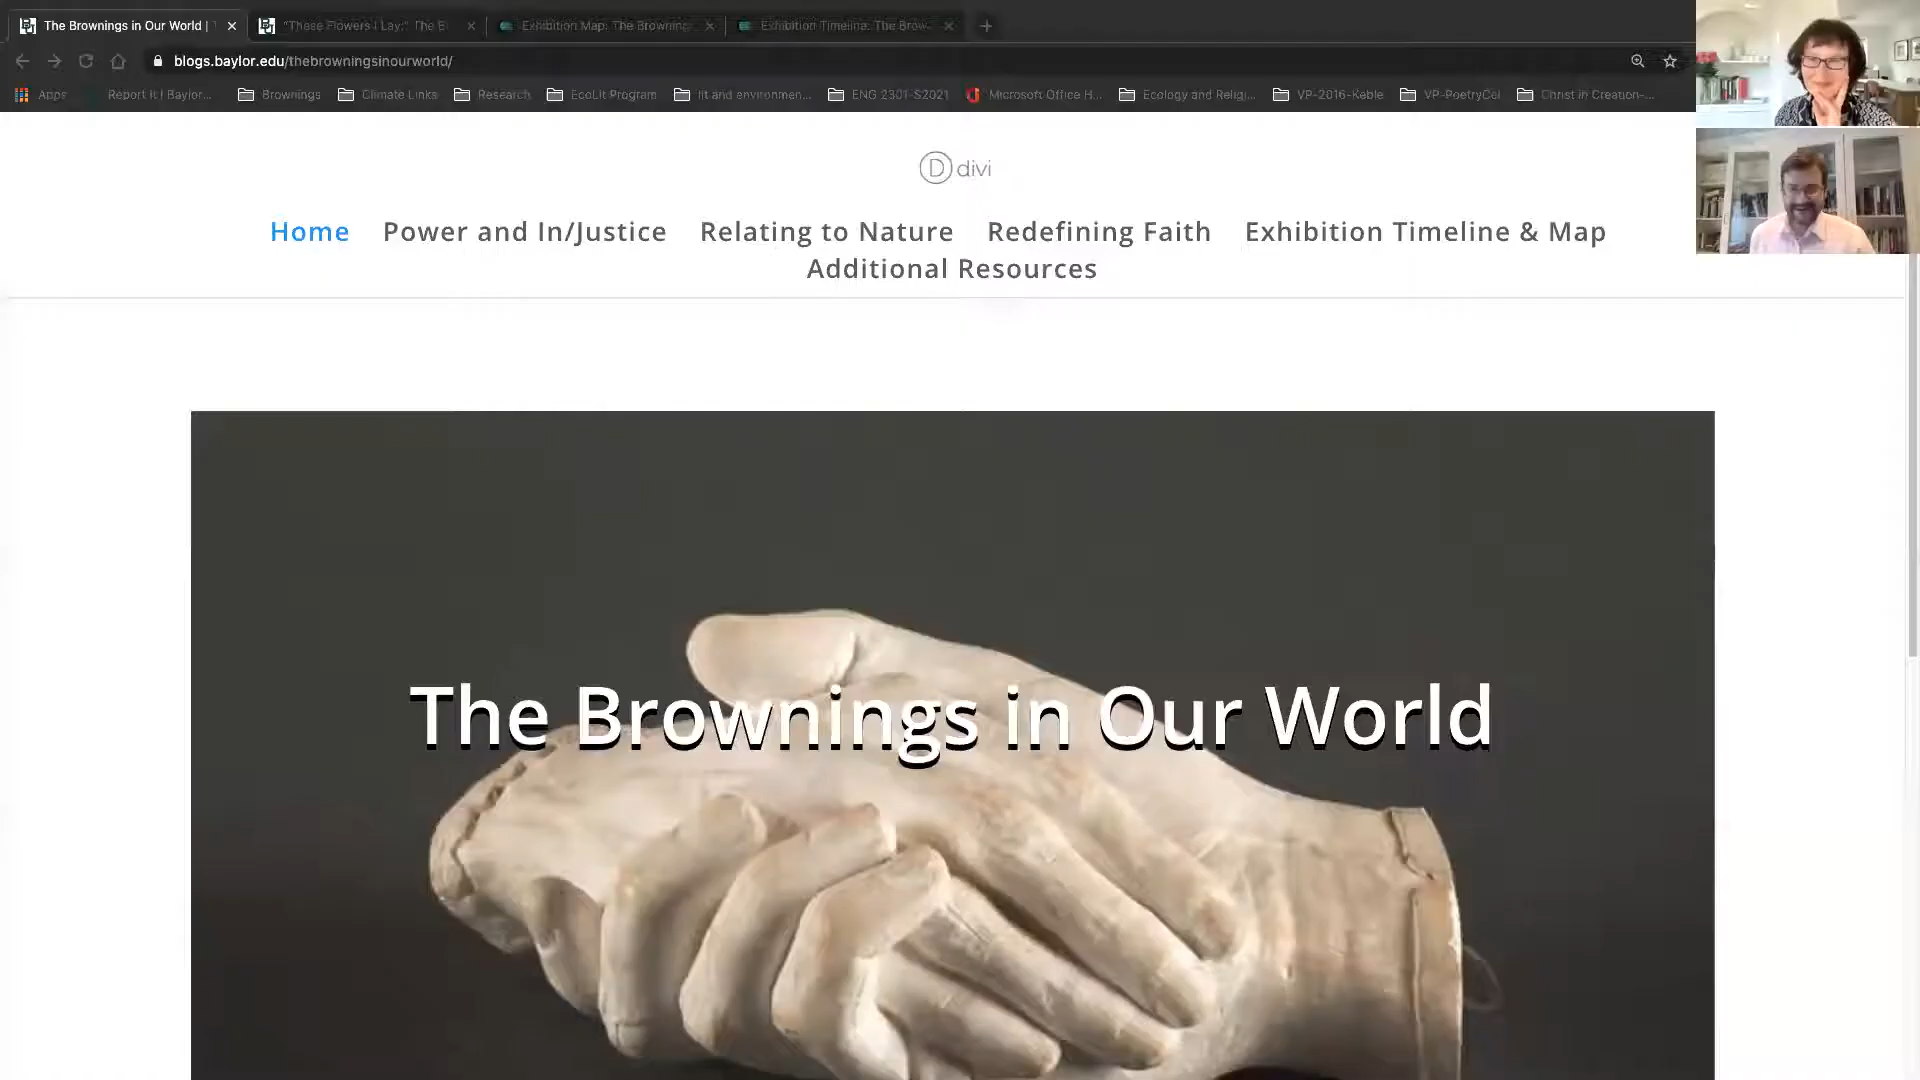 The Brownings in Our World |
"These Flowers I Lay:" The B
Exhibition Map: The Browning
Exhibition Timeline: The Brow
blogs.baylor.edu/thebrowningsinourworld/
Apps
Report It! Baylor...
Brownings
Climate Links
Research
EcoLit Program
lit and environmen...
ENG 2301-S2021
Microsoft Office H...
Ecology and Religi...
VP-2016-Keble
VP-PoetryCol
Christ in Creation-...
D divi
Home Power and In/Justice Relating to Nature Redefining Faith Exhibition Timeline & Map
Additional Resources
The Brownings in Our World